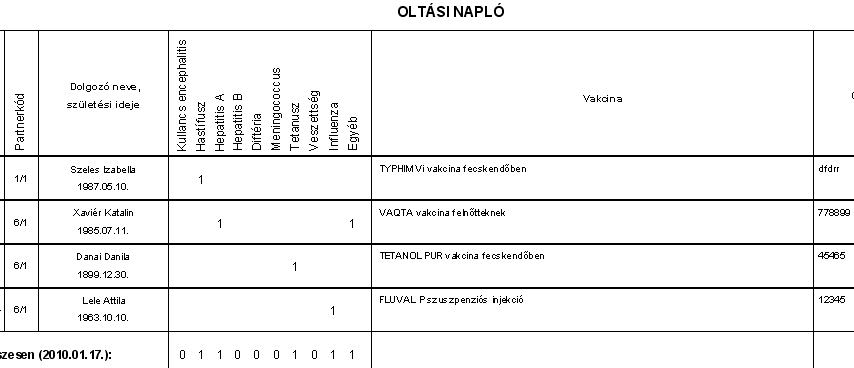 OLTÁSI NAPLÓ
Partnerkód
Dolgozó neve,
születési ideje
Kullancs encephalitis
Hastífusz
Hepatitis A
Hepatitis B
Diftéria
Meningococcus
Tetanusz
Veszettség
Influenza
Egyéb
Vakcina
1/1
Szeles Izabella
1987.05.10.
1
TYPHIM Vi vakcina fecskendőben
dfdrr
6/1
Xaviér Katalin
1985.07.11.
1 1
VAQTA vakcina felnőtteknek
778899
6/1
Danai Danila
1899.12.30.
1
TETANOL PUR vakcina fecskendőben
45465
6/1
Lele Attila
1963.10.10.
1
FLUVAL P szuszpenziós injekció
12345
szesen (2010.01.17.): 0 1 1 0 0 0 1 0 1 1